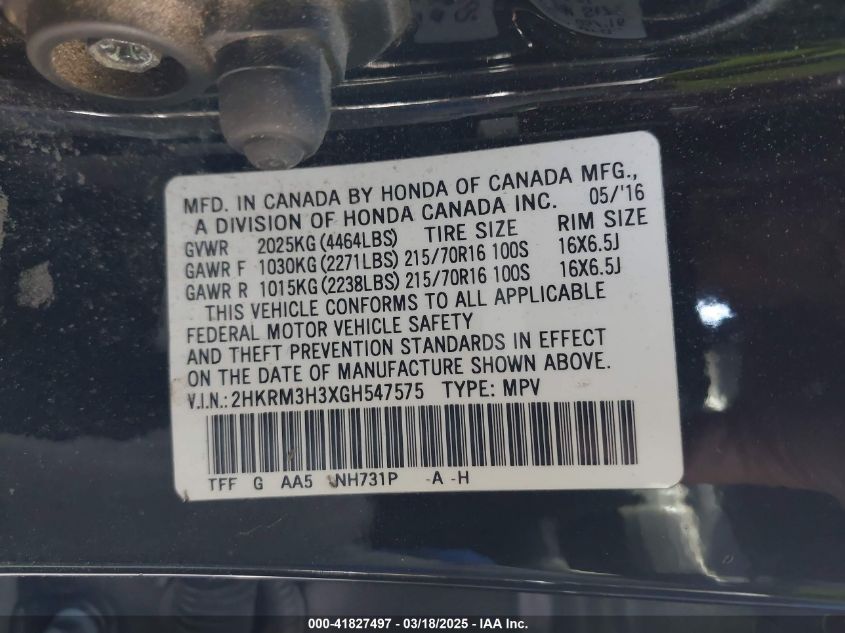 MFD. IN CANADA BY HONDA OF CANADA MFG.,
A DIVISION OF HONDA CANADA INC. 05/'16
GVWR 2025KG (4464LBS) TIRE SIZE RIM SIZE
GAWR F 1030KG (2271LBS) 215/70R16 100S 16X6.5J
GAWR R 1015KG (2238LBS) 215/70R16 100S 16X6.5J
THIS VEHICLE CONFORMS TO ALL APPLICABLE
FEDERAL MOTOR VEHICLE SAFETY
AND THEFT PREVENTION STANDARDS IN EFFECT
ON THE DATE OF MANUFACTURE SHOWN ABOVE.
V.I.N.: 2HKRM3H3XGH547575 TYPE: MPV
TFF G AA5 NH731P -A -H
000-41827497 - 03/18/2025 - IAA Inc.